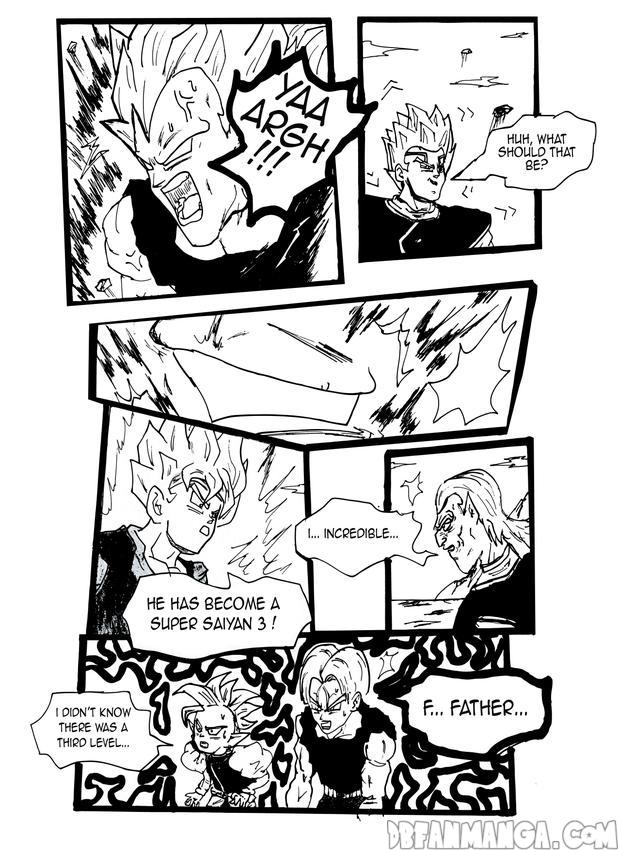 YAA
ARGH
!!!
HUH, WHAT
SHOULD THAT
BE?
I... INCREDIBLE...
HE HAS BECOME A
SUPER SAIYAN 3 !
I DIDN'T KNOW
THERE WAS A
THIRD LEVEL...
F... FATHER...
DBFANMANGA.COM